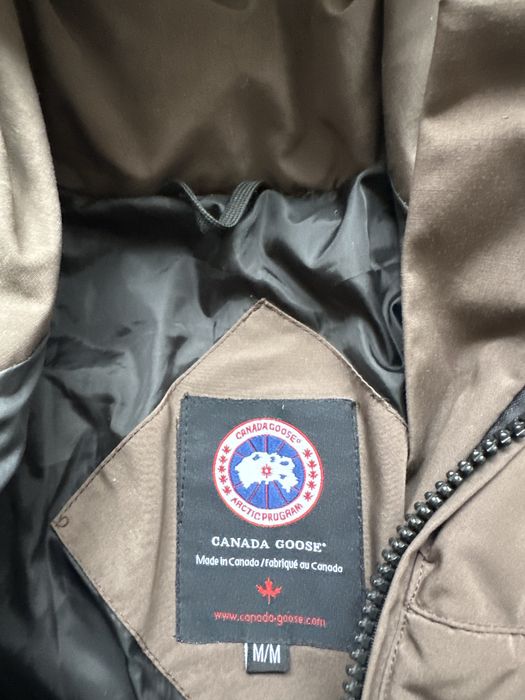 CANADA GOOSE®
ARCTIC PROGRAM
CANADA GOOSE®
Made in Canada/Fabriqué au Canada
www.canada-goose.com
M/M